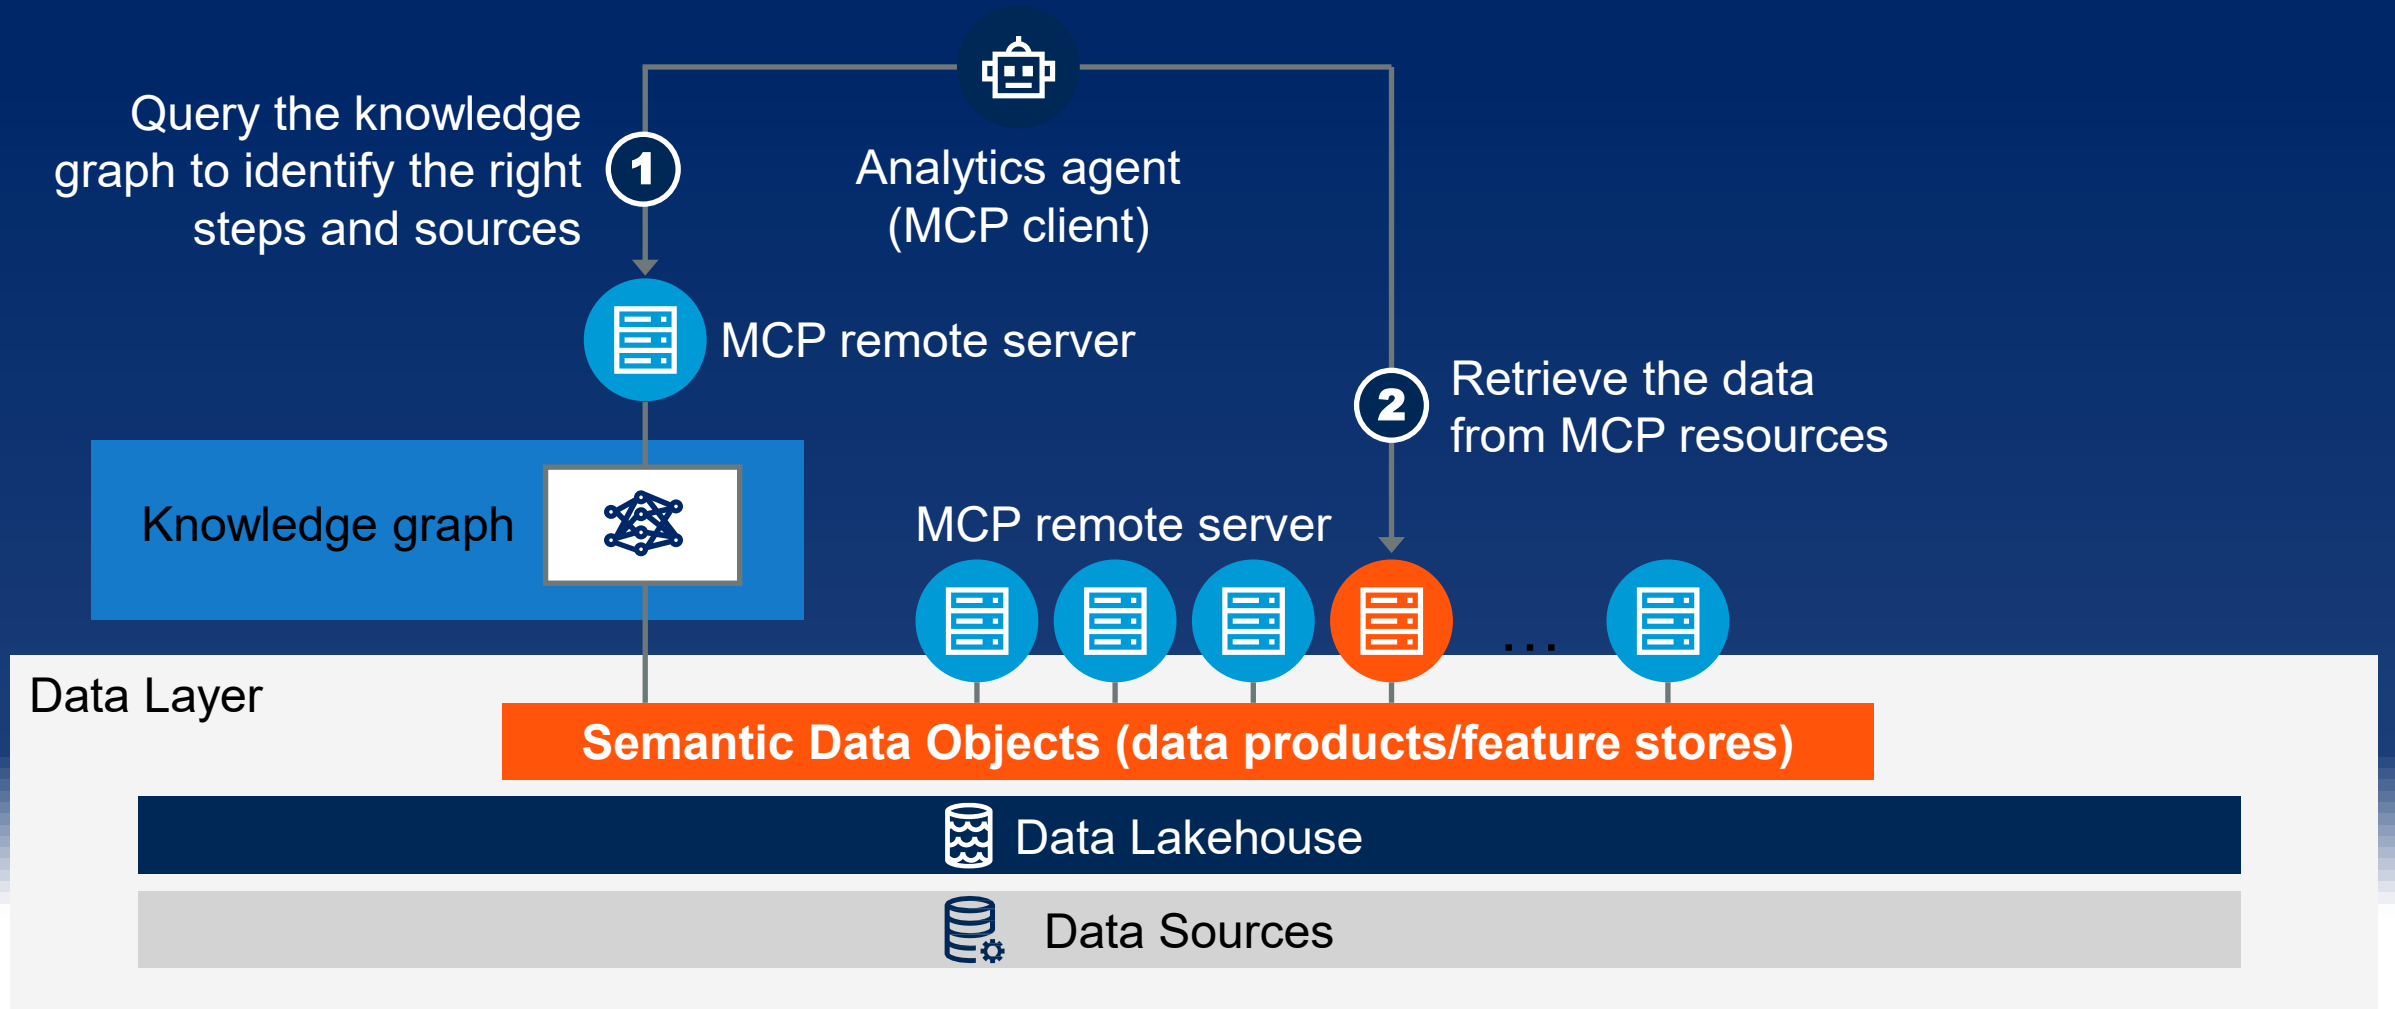 Query the knowledge
graph to identify the right
steps and sources
1
Analytics agent
(MCP client)
MCP remote server
2
Retrieve the data
from MCP resources
Knowledge graph
MCP remote server
...
Data Layer
Semantic Data Objects (data products/feature stores)
Data Lakehouse
Data Sources